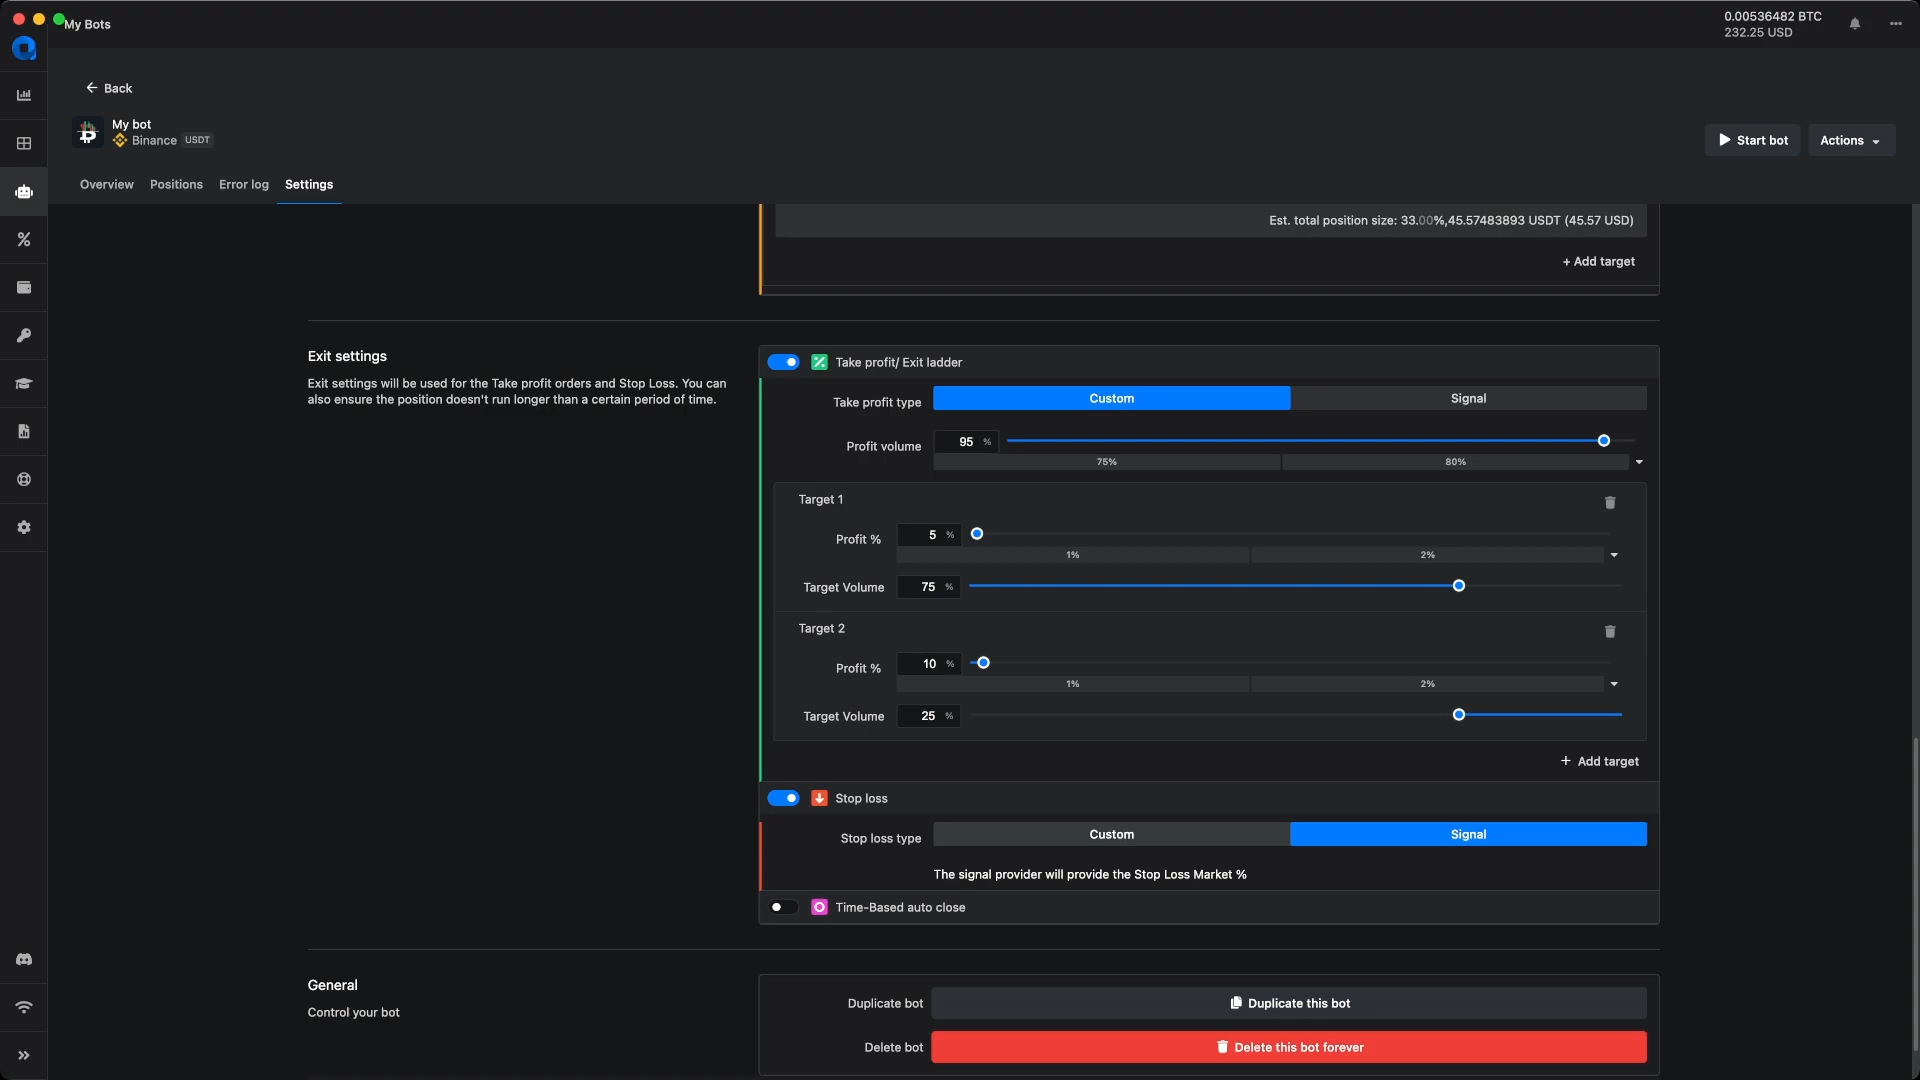 My Bots
0.00536482 BTC
232.25 USD
Back
My bot
Binance USDT
Start bot
Actions
Overview Positions Error log Settings
Est. total position size: 33.00%,45.57483893 USDT (45.57 USD)
+ Add target
Exit settings
Exit settings will be used for the Take profit orders and Stop Loss. You can
also ensure the position doesn't run longer than a certain period of time.
Take profit/ Exit ladder
Take profit type Custom Signal
Profit volume 95 %
75% 80%
Target 1
Profit % 5 %
1% 2%
Target Volume 75 %
Target 2
Profit % 10 %
1% 2%
Target Volume 25 %
+ Add target
Stop loss
Stop loss type Custom Signal
The signal provider will provide the Stop Loss Market %
Time-Based auto close
General
Control your bot
Duplicate bot Duplicate this bot
Delete bot Delete this bot forever